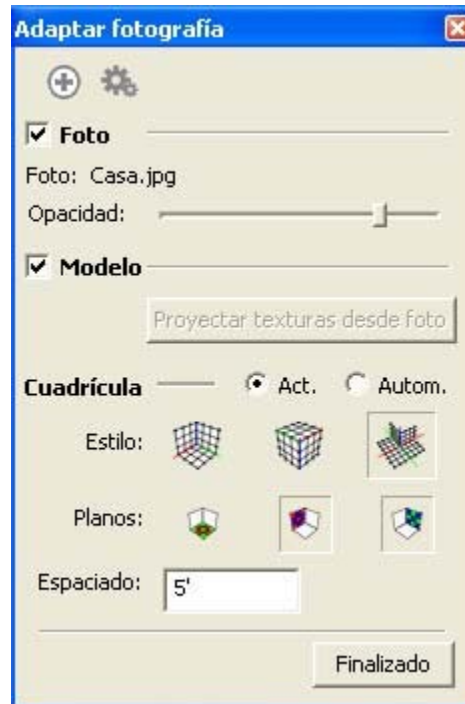 Adaptar fotografía
Foto
Foto: Casa.jpg
Opacidad:
Modelo
Proyectar texturas desde foto
Cuadrícula Act. Autom.
Estilo:
Planos:
Espaciado: 5'
Finalizado